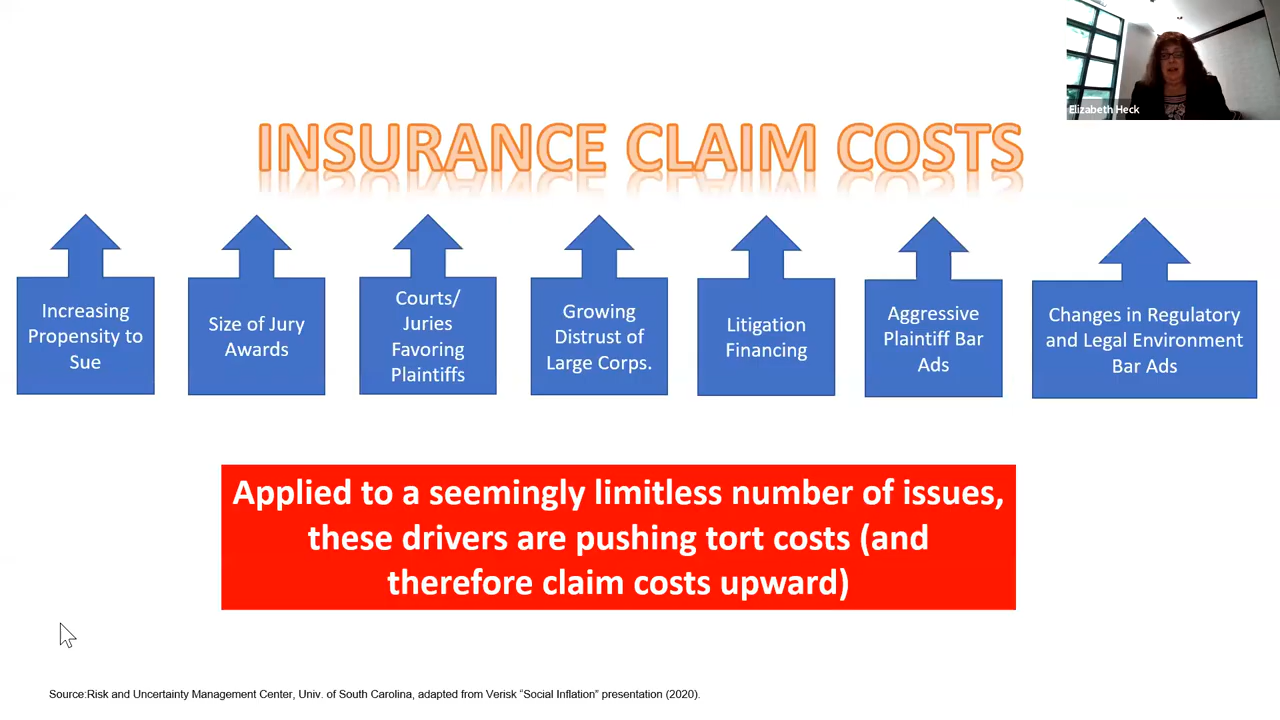 Elizabeth Heck
INSURANCE CLAIM COSTS
Increasing
Propensity to
Sue
Size of Jury
Awards
Courts/
Juries
Favoring
Plaintiffs
Growing
Distrust of
Large Corps.
Litigation
Financing
Aggressive
Plaintiff Bar
Ads
Changes in Regulatory
and Legal Environment
Bar Ads
Applied to a seemingly limitless number of issues,
these drivers are pushing tort costs (and
therefore claim costs upward)
Source:Risk and Uncertainty Management Center, Univ. of South Carolina, adapted from Verisk “Social Inflation” presentation (2020).